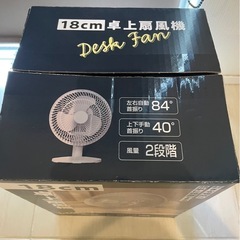 18cm 卓上扇風機
Desk Fan
左右自動
首振り 84°
上下手動
首振り 40°
風量 2段階
18cm